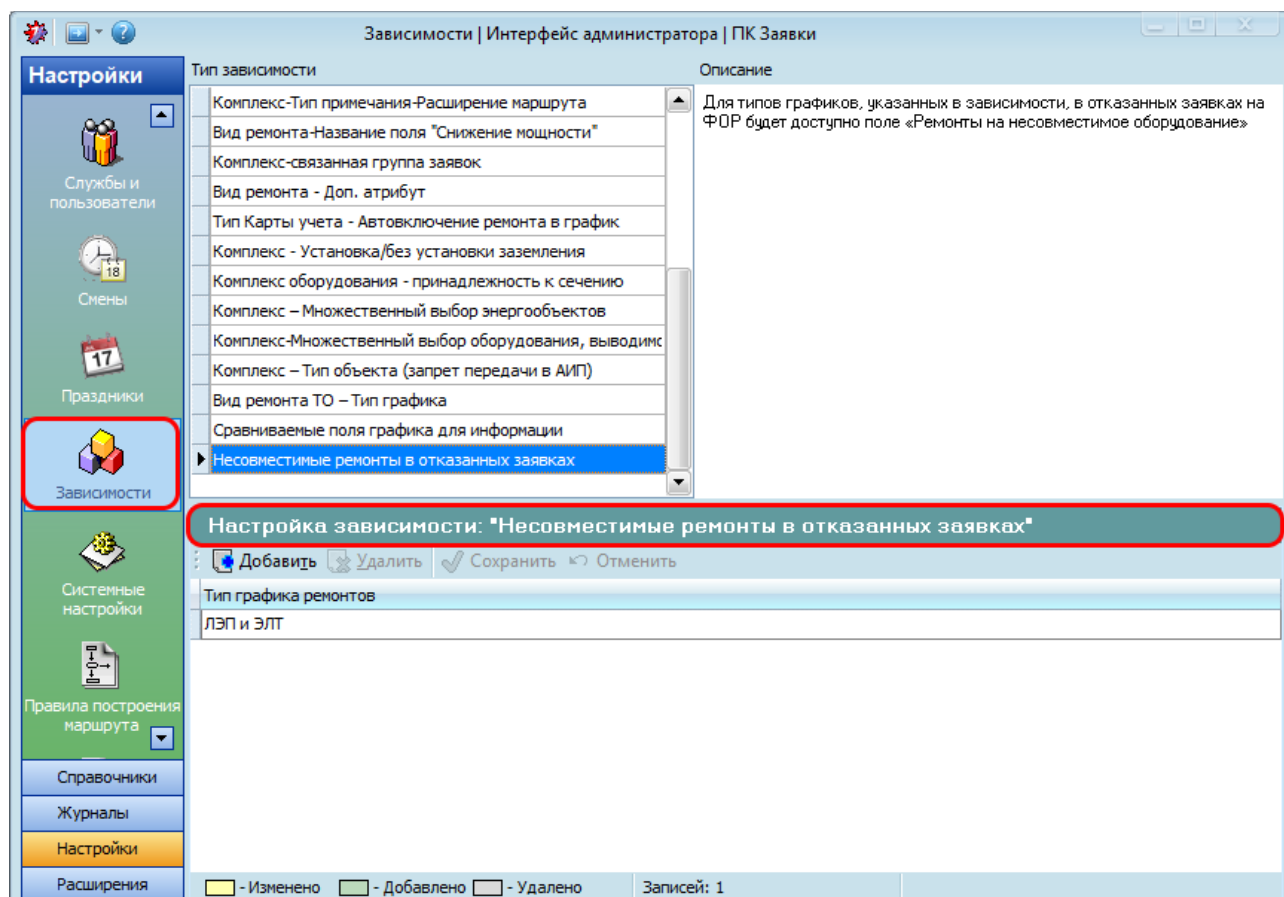 Зависимости | Интерфейс администратора | ПК Заявки
Настройки
Тип зависимости
Описание
Службы и
пользователи
18
Смены
17
Праздники
Зависимости
Системные
настройки
Правила построения
маршрута
Справочники
Журналы
Настройки
Расширения
Комплекс-Тип примечания-Расширение маршрута
Вид ремонта-Название поля "Снижение мощности"
Комплекс-связанная группа заявок
Вид ремонта - Доп. атрибут
Тип Карты учета - Автовключение ремонта в график
Комплекс - Установка/без установки заземления
Комплекс оборудования - принадлежность к сечению
Комплекс – Множественный выбор энергообъектов
Комплекс-Множественный выбор оборудования, выводимо
Комплекс – Тип объекта (запрет передачи в АИП)
Вид ремонта ТО – Тип графика
Сравниваемые поля графика для информации
Несовместимые ремонты в отказанных заявках
Для типов графиков, указанных в зависимости, в отказанных заявках на
ФОР будет доступно поле «Ремонты на несовместимое оборудование»
Настройка зависимости: "Несовместимые ремонты в отказанных заявках"
Добавить Удалить Сохранить Отменить
Тип графика ремонтов
ЛЭП и ЭЛТ
- Изменено - Добавлено - Удалено Записей: 1